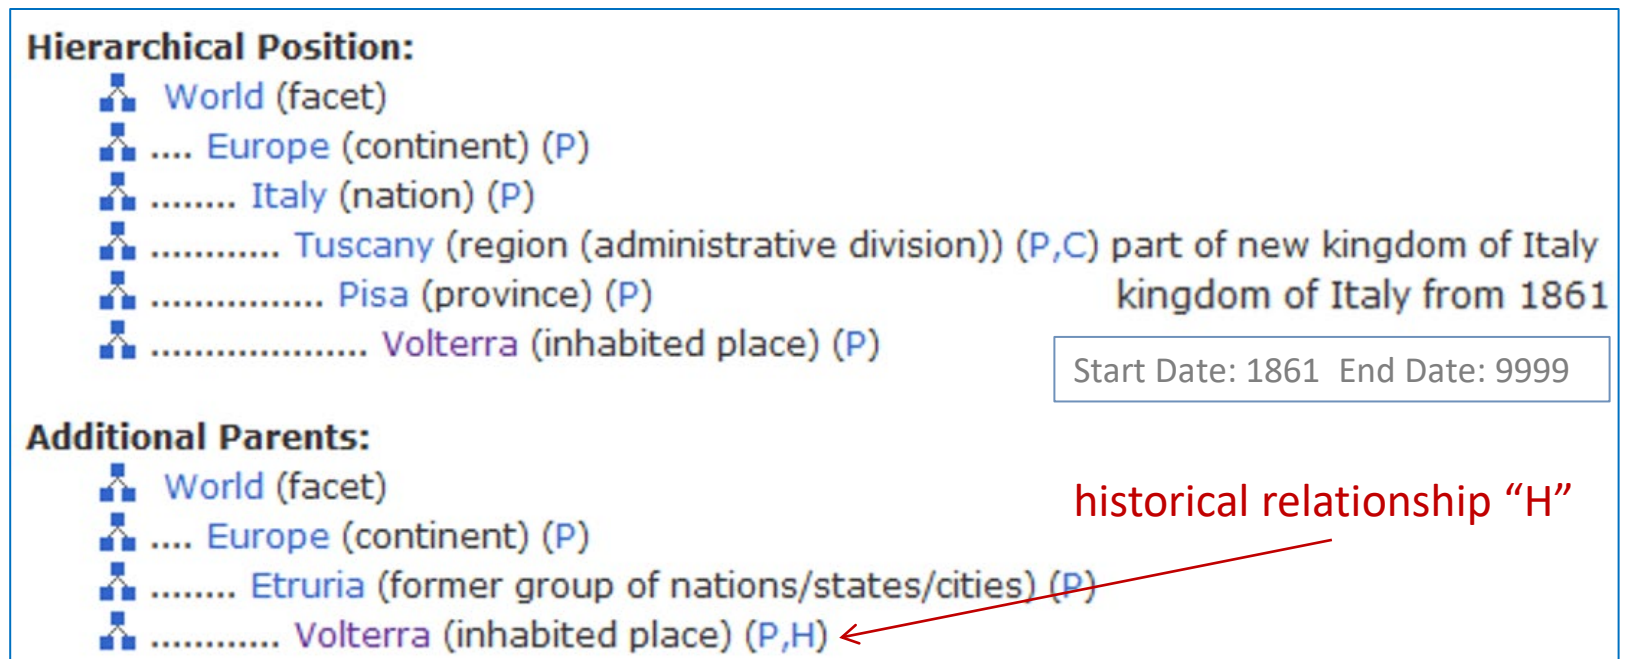 Hierarchical Position:
World (facet)
.... Europe (continent) (P)
........ Italy (nation) (P)
............ Tuscany (region (administrative division)) (P,C) part of new kingdom of Italy
................ Pisa (province) (P) kingdom of Italy from 1861
.................... Volterra (inhabited place) (P)
Start Date: 1861 End Date: 9999
Additional Parents:
World (facet)
historical relationship “H”
.... Europe (continent) (P)
........ Etruria (former group of nations/states/cities) (P)
............ Volterra (inhabited place) (P,H)